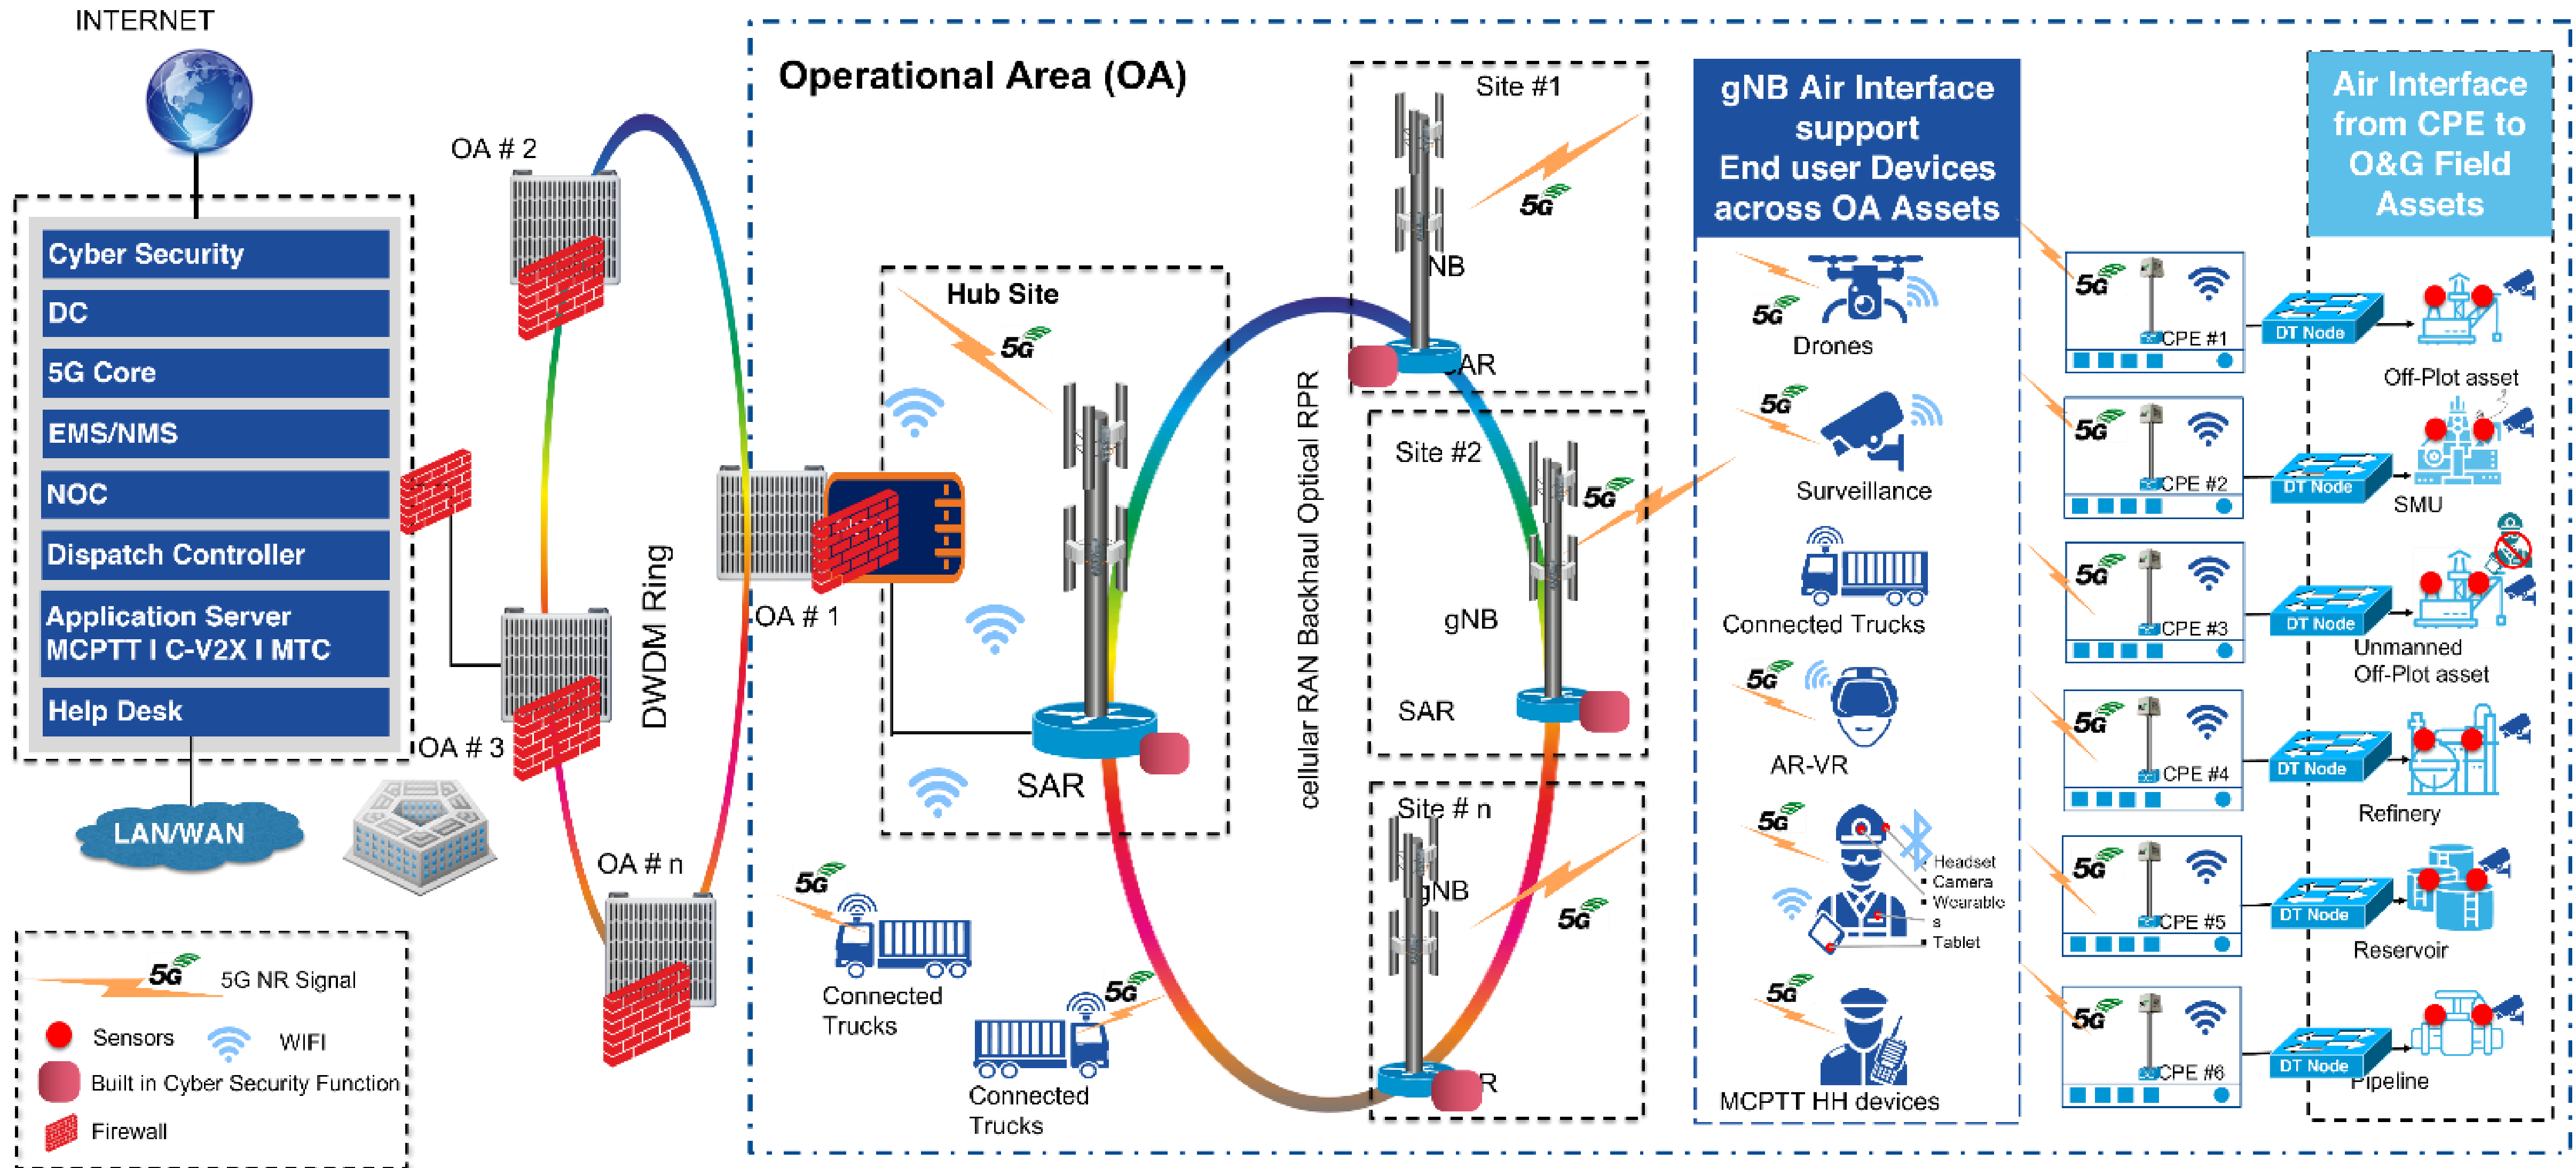 INTERNET
Cyber Security
DC
5G Core
EMS/NMS
NOC
Dispatch Controller
Application Server
MCPTT I C-V2X I MTC
Help Desk
LAN/WAN
5G
5G NR Signal
Sensors
WIFI
Built in Cyber Security Function
Firewall
OA # 2
OA # 3
OA # n
DWDM Ring
OA # 1
Operational Area (OA)
Hub Site
5G
SAR
5G
Connected
Trucks
5G
Connected
Trucks
cellular RAN Backhaul Optical RPR
Site #1
5G
NB
AR
Site #2
5G
gNB
SAR
Site # n
gNB
5G
R
gNB Air Interface
support
End user Devices
across OA Assets
5G
Drones
5G
Surveillance
Connected Trucks
5G
AR-VR
5G
Headset
Camera
Wearable
s
Tablet
5G
MCPTT HH devices
Air Interface
from CPE to
O&G Field
Assets
5G
CPE #1
DT Node
Off-Plot asset
5G
CPE #2
DT Node
SMU
5G
CPE #3
DT Node
Unmanned
Off-Plot asset
5G
CPE #4
DT Node
Refinery
5G
CPE #5
DT Node
Reservoir
5G
CPE #6
DT Node
Pipeline